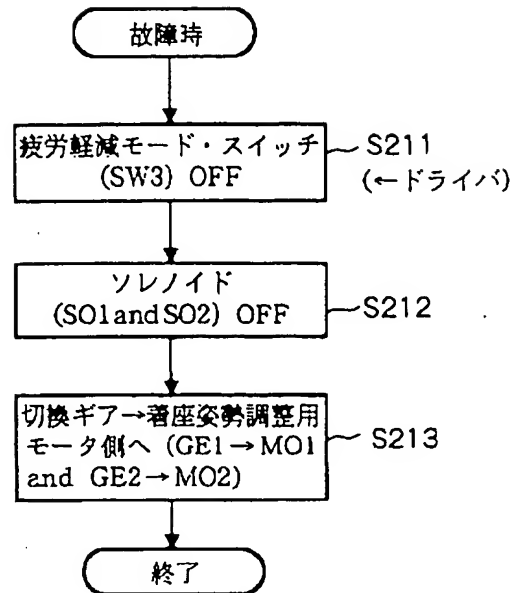 故障時
疲労軽減モード・スイッチ
(SW3) OFF
S211
(←ドライバ)
ソレノイド
(SO1andSO2) OFF
S212
切換ギア→着座姿勢調整用
モータ側へ (GE1→MO1
and GE2→MO2)
S213
終了